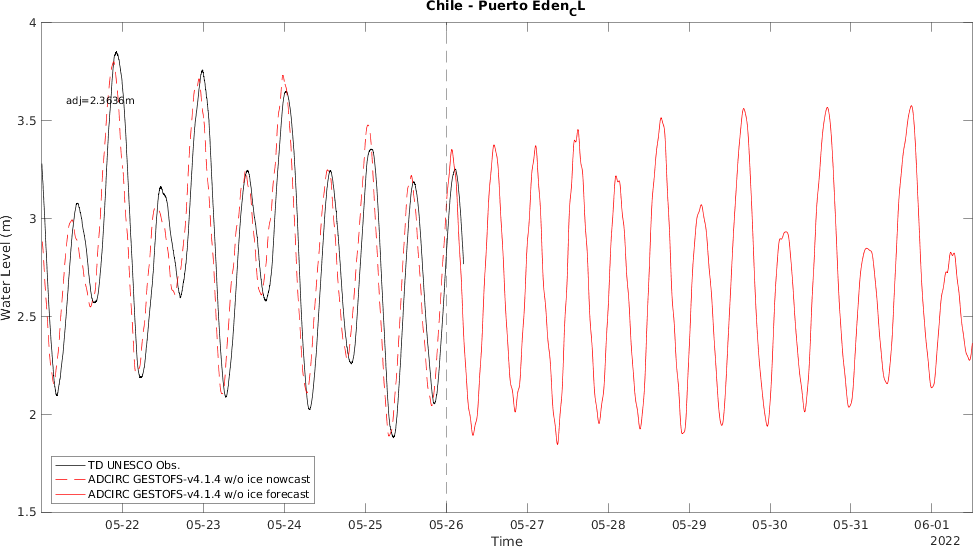 Chile - Puerto Eden_CL
4
3.5
3
2.5
2
1.5
Water Level (m)
adj=2.3636m
TD UNESCO Obs.
ADCIRC GESTOFS-v4.1.4 w/o ice nowcast
ADCIRC GESTOFS-v4.1.4 w/o ice forecast
05-22 05-23 05-24 05-25 05-26 05-27 05-28 05-29 05-30 05-31 06-01
Time 2022